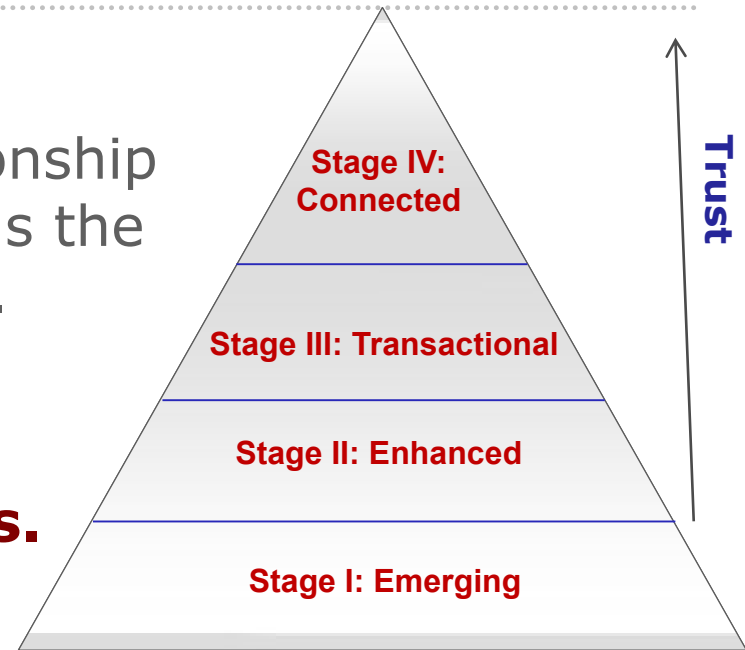 onship
s the
.
s.
Stage IV:
Connected
Stage III: Transactional
Stage II: Enhanced
Stage I: Emerging
Trust